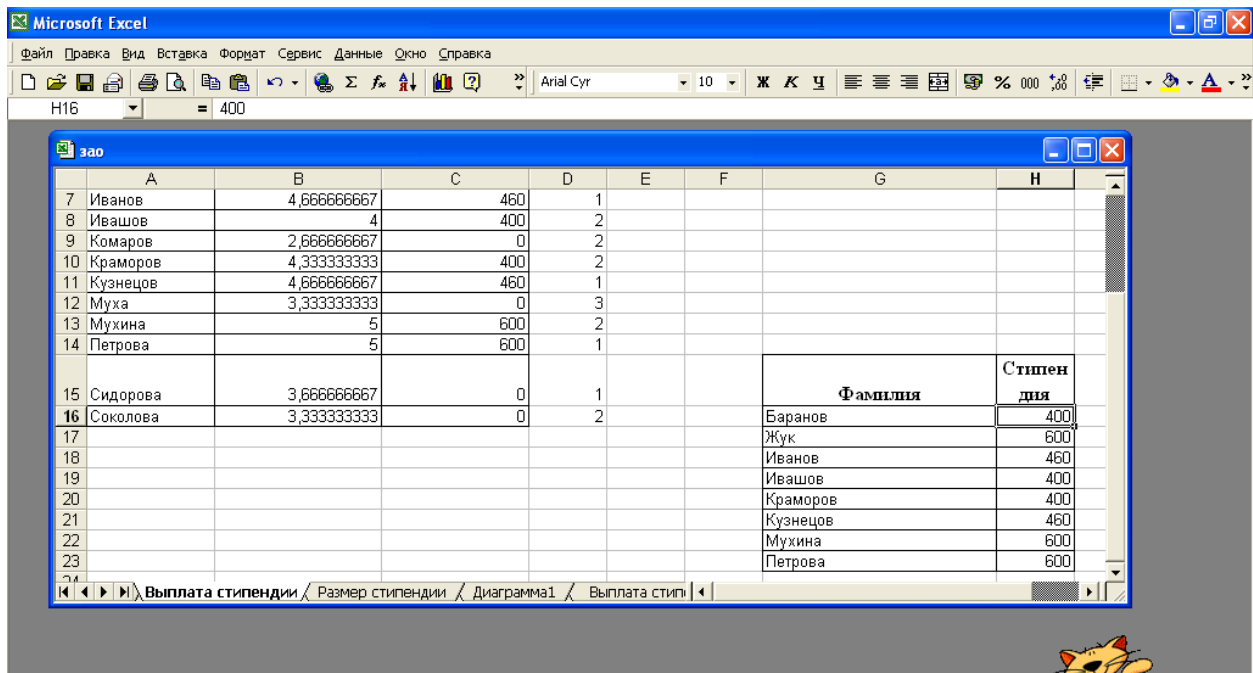 Microsoft Excel
Файл Правка Вид Вставка Формат Сервис Данные Окно Справка
Arial Cyr 10 Ж К Ч % 000
H16 = 400
зао
A B C D E F G H
7 Иванов 4,666666667 460 1
8 Ивашов 4 400 2
9 Комаров 2,666666667 0 2
10 Краморов 4,333333333 400 2
11 Кузнецов 4,666666667 460 1
12 Муха 3,333333333 0 3
13 Мухина 5 600 2
14 Петрова 5 600 1
Стипен
15 Сидорова 3,666666667 0 1 Фамилия дия
16 Соколова 3,333333333 0 2 Баранов 400
17 Жук 600
18 Иванов 460
19 Ивашов 400
20 Краморов 400
21 Кузнецов 460
22 Мухина 600
23 Петрова 600
24
Выплата стипендии Размер стипендии Диаграмма1 Выплата стип